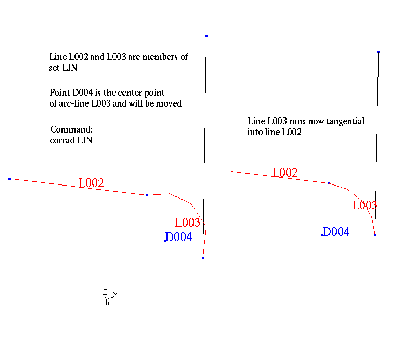 Line L002 and L003 are members of
set LIN
Point D004 is the center point
of arc-line L003 and will be moved
Command:
conrad LIN
L002
L003
D004
Line L003 runs now tangential
into line L002
L002
L003
D004